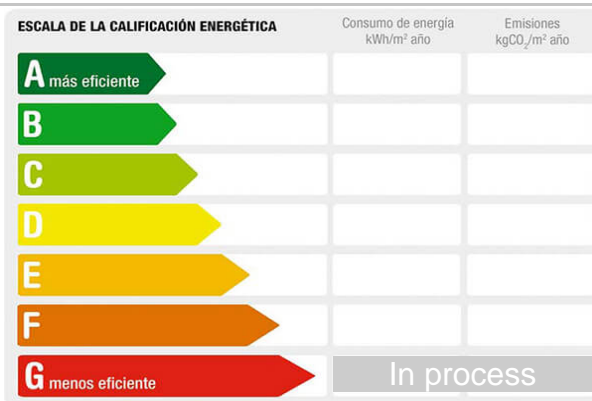 ESCALA DE LA CALIFICACIÓN ENERGÉTICA
Consumo de energía
kWh/m² año
Emisiones
kgCO₂/m² año
A más eficiente
B
C
D
E
F
G menos eficiente
In process